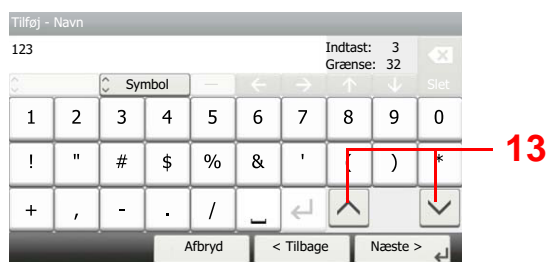 Tilføj - Navn
123
Indtast: 3
Grænse: 32
Symbol
Slet
1 2 3 4 5 6 7 8 9 0
! " # $ % & ' ( ) *
+ , - . / ␣
13
Afbryd < Tilbage Næste >